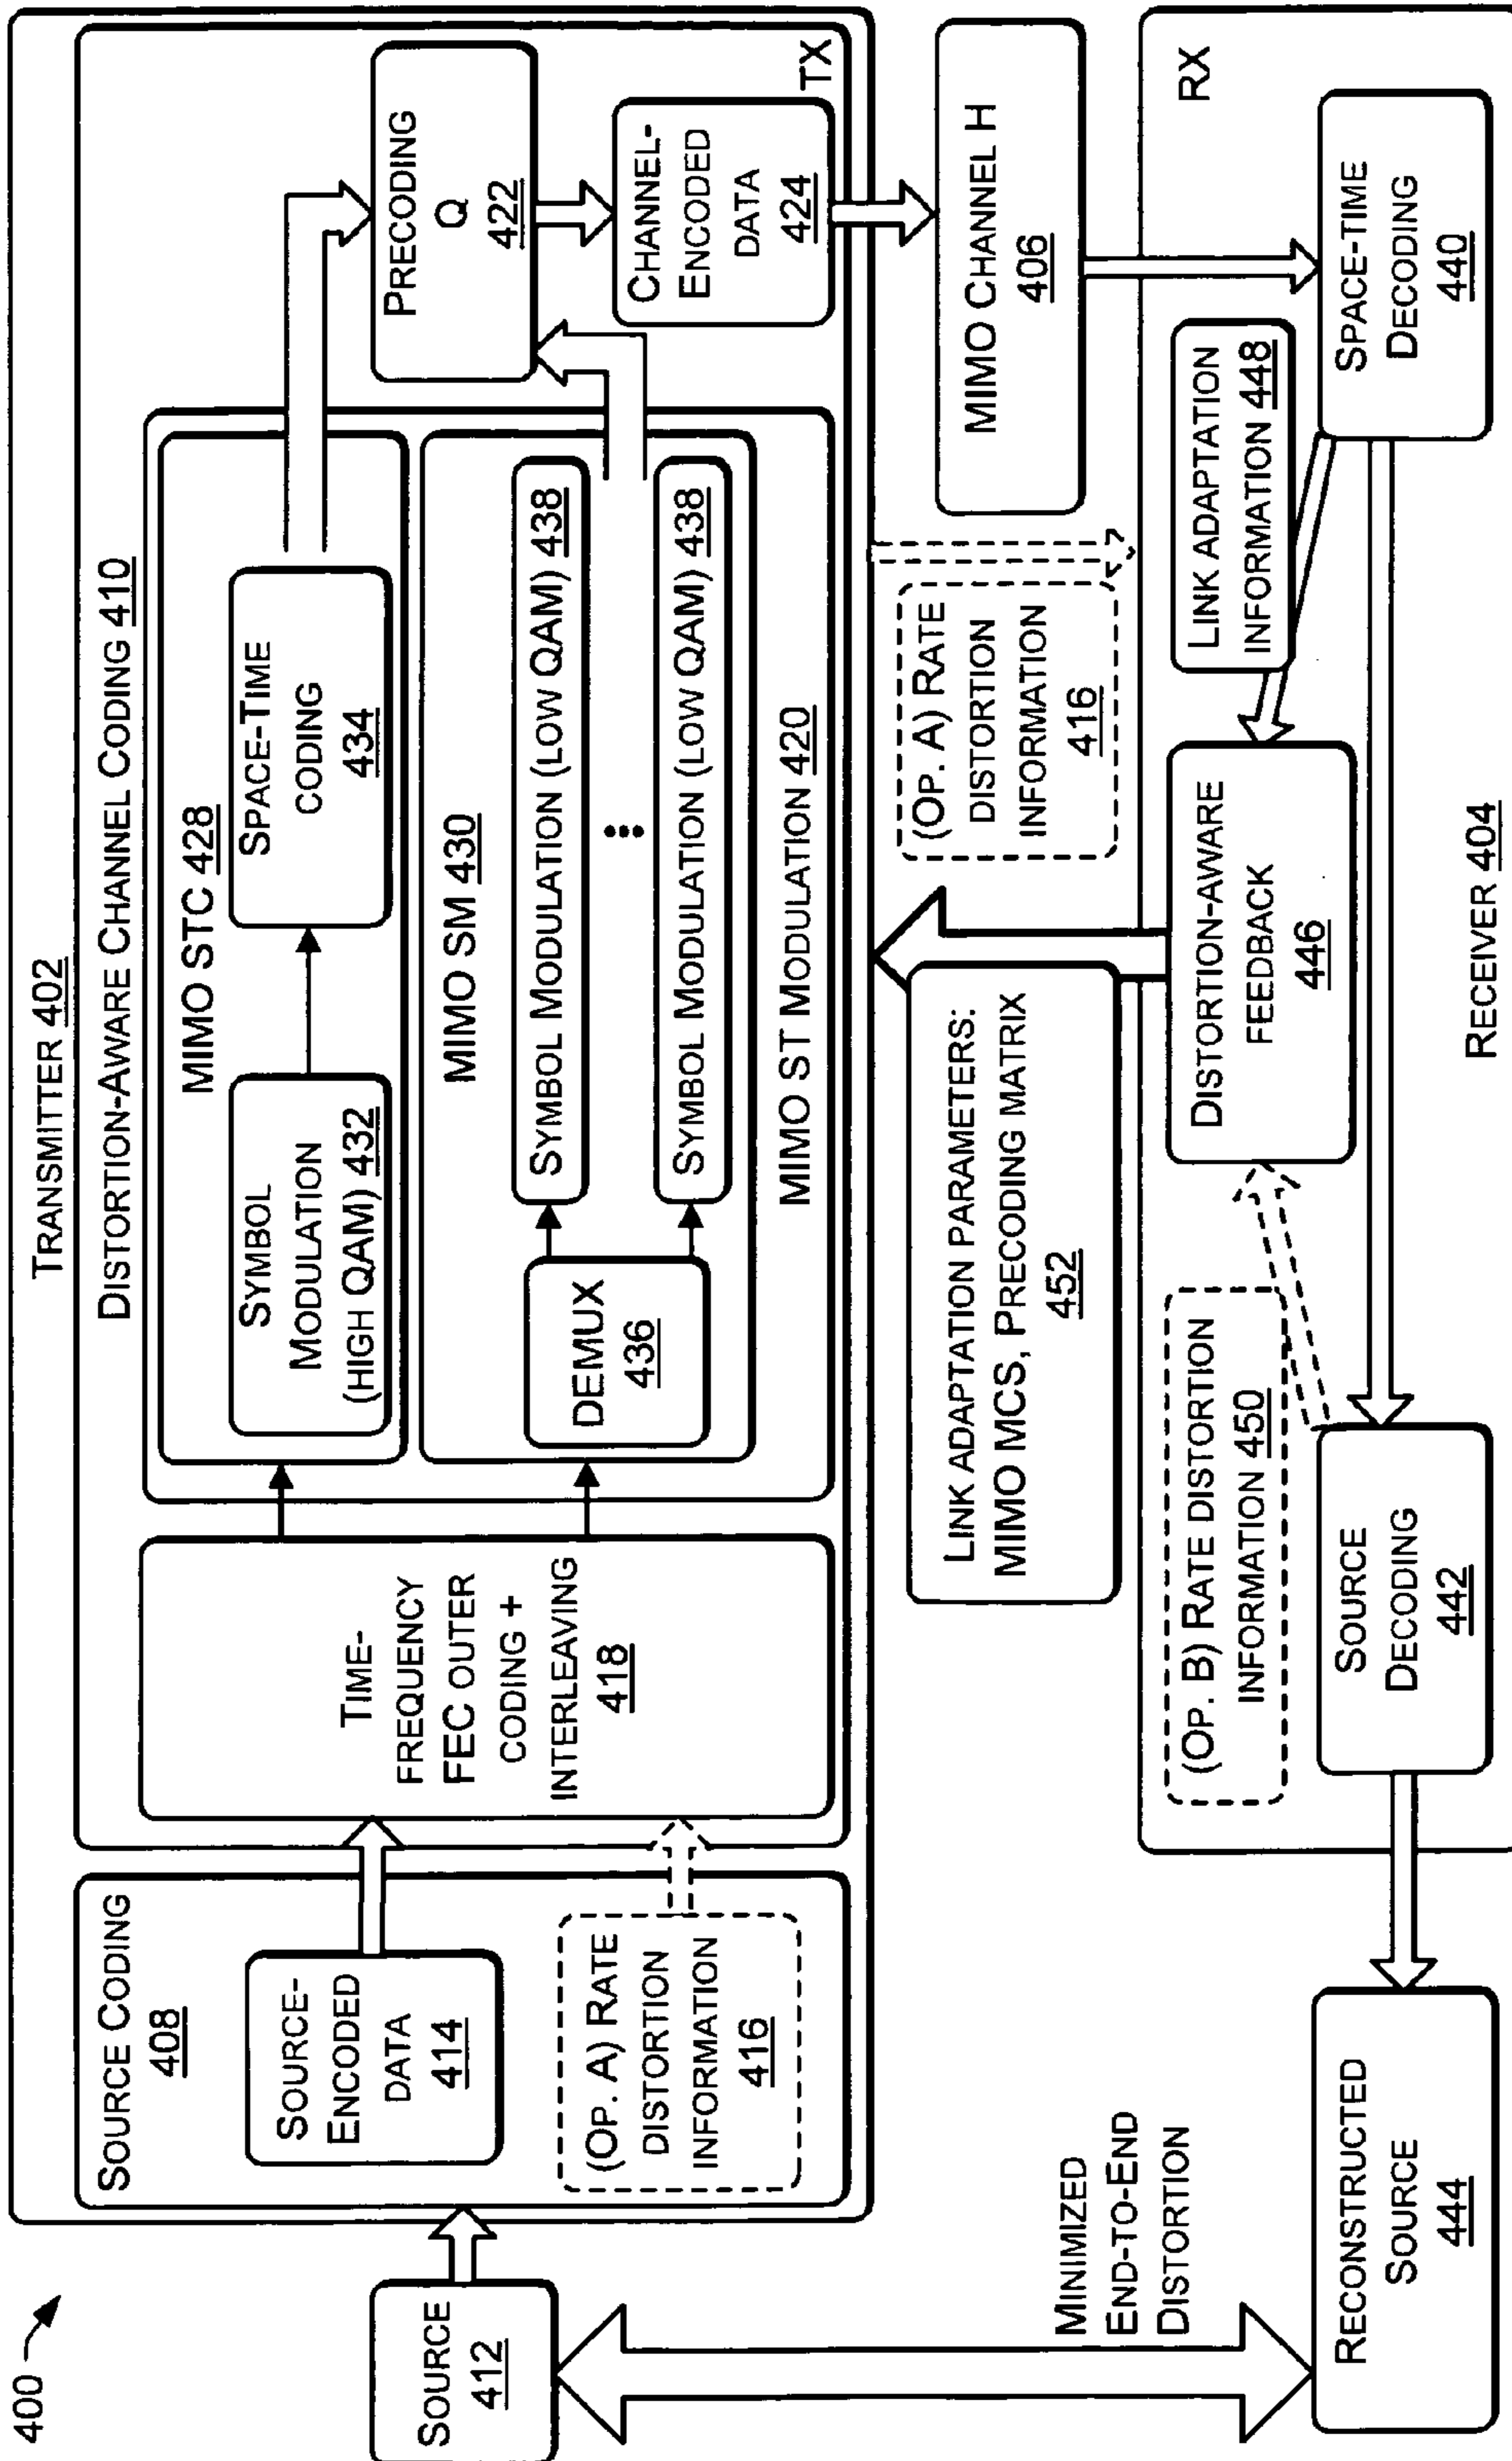 400
TRANSMITTER 402
SOURCE
412
SOURCE CODING
408
SOURCE-
ENCODED
DATA
414
(OP. A) RATE
DISTORTION
INFORMATION
416
DISTORTION-AWARE CHANNEL CODING 410
TIME-
FREQUENCY
FEC OUTER
CODING +
INTERLEAVING
418
MIMO STC 428
SYMBOL
MODULATION
(HIGH QAM) 432
SPACE-TIME
CODING
434
MIMO SM 430
DEMUX
436
SYMBOL MODULATION (LOW QAM) 438
SYMBOL MODULATION (LOW QAM) 438
MIMO ST MODULATION 420
PRECODING
Q
422
CHANNEL-
ENCODED
DATA
424
TX
MIMO CHANNEL H
406
(OP. A) RATE
DISTORTION
INFORMATION
416
LINK ADAPTATION PARAMETERS:
MIMO MCS, PRECODING MATRIX
452
MINIMIZED
END-TO-END
DISTORTION
RECONSTRUCTED
SOURCE
444
RX
(OP. B) RATE DISTORTION
INFORMATION 450
SOURCE
DECODING
442
DISTORTION-AWARE
FEEDBACK
446
LINK ADAPTATION
INFORMATION 448
SPACE-TIME
DECODING
440
RECEIVER 404